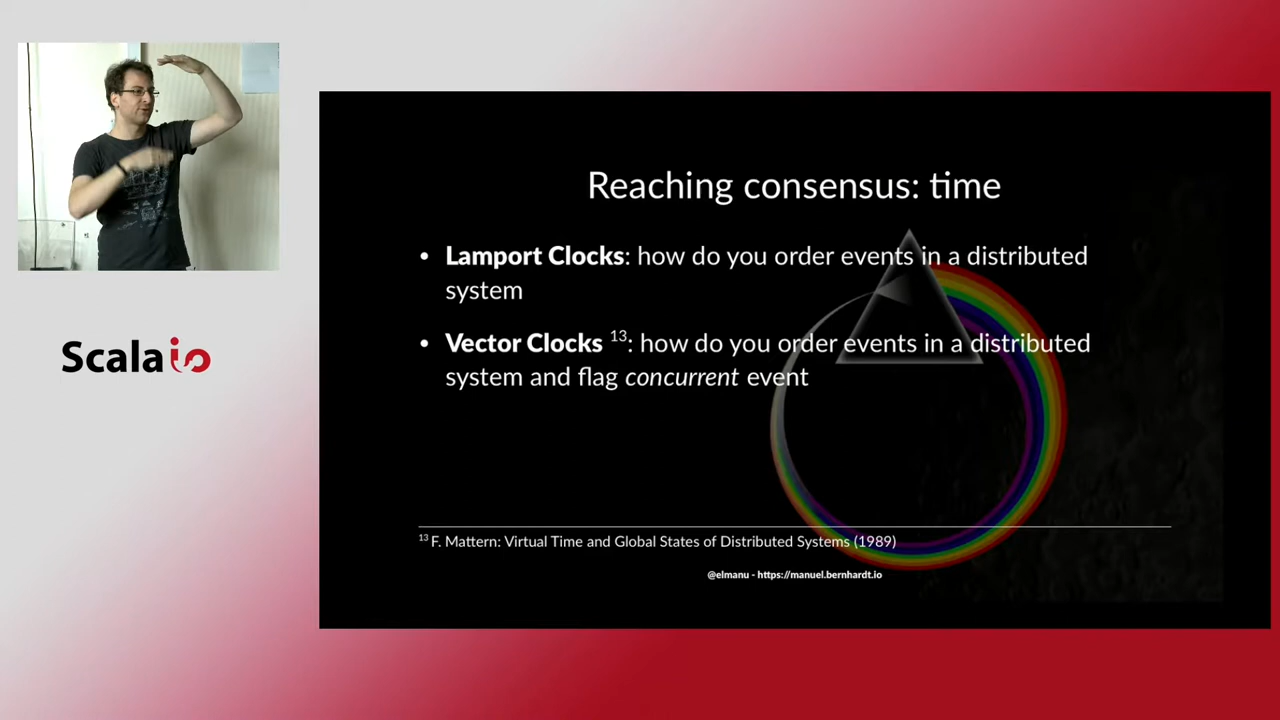 Reaching consensus: time
• Lamport Clocks: how do you order events in a distributed
system
• Vector Clocks 13: how do you order events in a distributed
system and flag concurrent event
13 F. Mattern: Virtual Time and Global States of Distributed Systems (1989)
@elmanu - https://manuel.bernhardt.io
Scala io